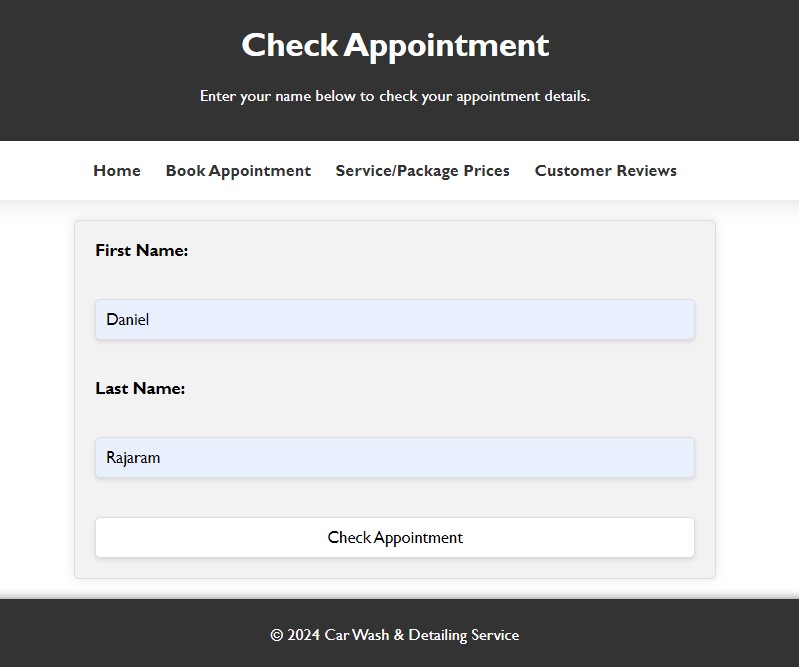 Check Appointment
Enter your name below to check your appointment details.
Home Book Appointment Service/Package Prices Customer Reviews
First Name:
Daniel
Last Name:
Rajaram
Check Appointment
© 2024 Car Wash & Detailing Service